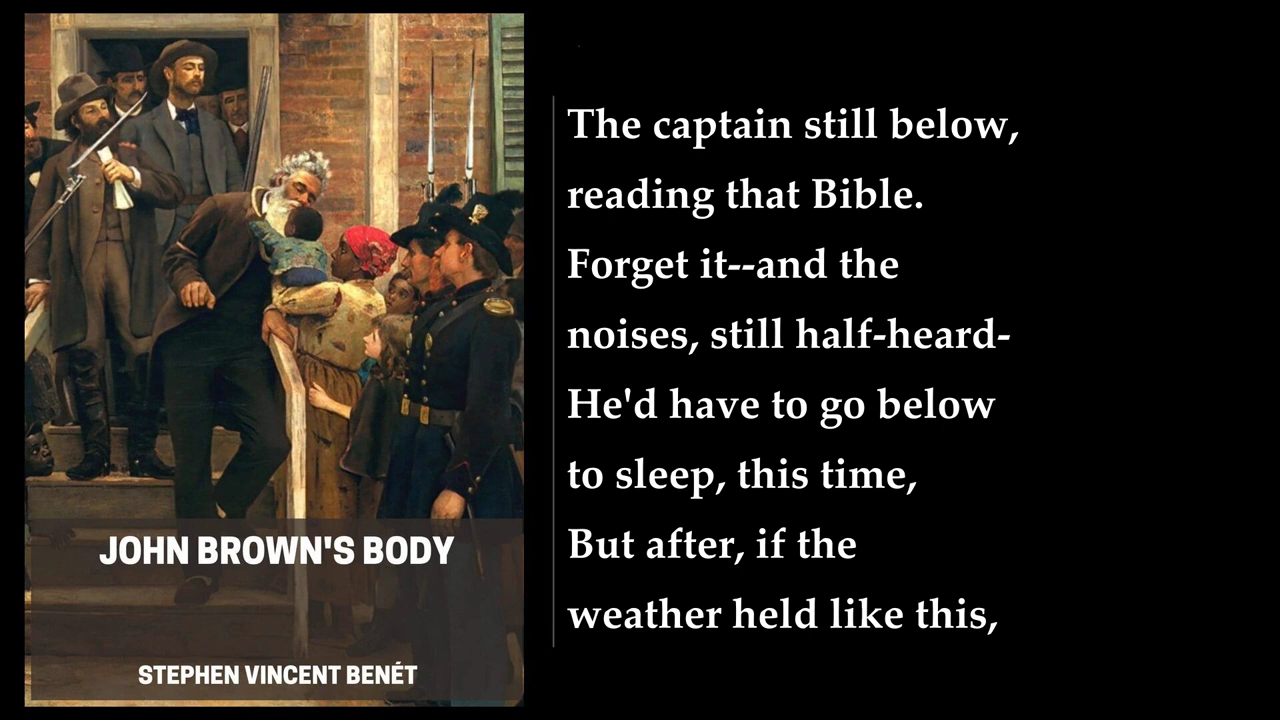 JOHN BROWN'S BODY
STEPHEN VINCENT BENÉT
The captain still below,
reading that Bible.
Forget it--and the
noises, still half-heard-
He'd have to go below
to sleep, this time,
But after, if the
weather held like this,